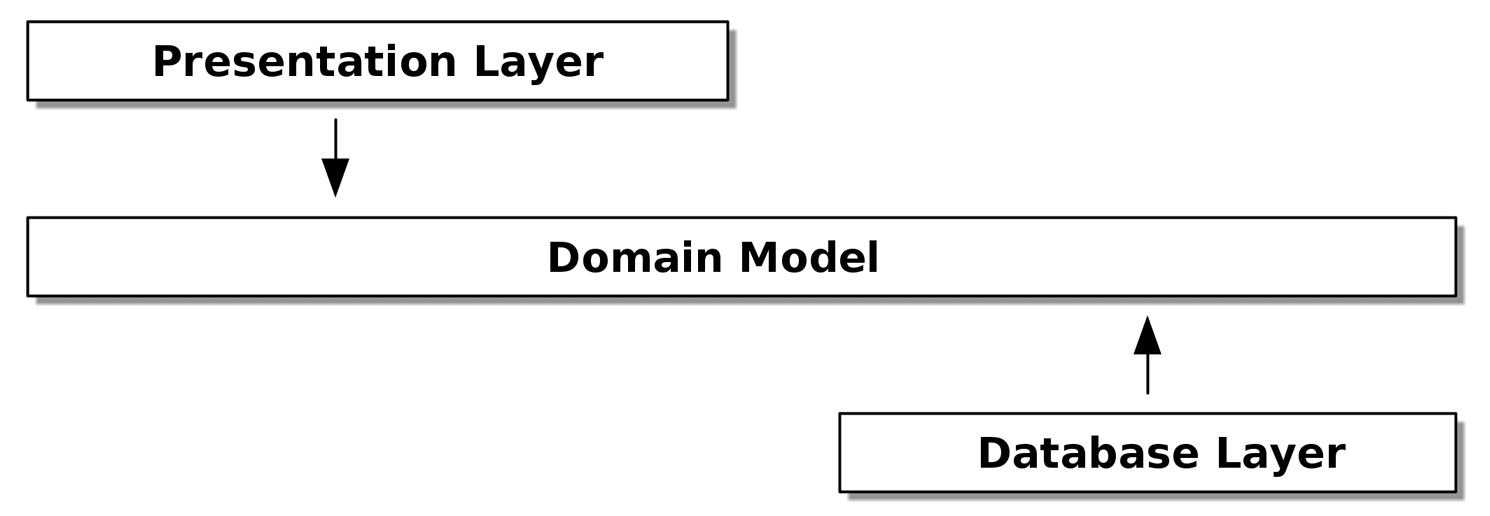 Presentation Layer
Domain Model
Database Layer